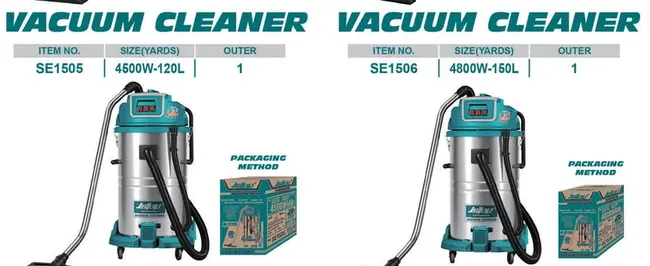 VACUUM CLEANER
ITEM NO. SIZE(YARDS) OUTER
SE1505 4500W-120L 1
PACKAGING
METHOD
4500W
VACUUM CLEANER
ITEM NO. SIZE(YARDS) OUTER
SE1506 4800W-150L 1
PACKAGING
METHOD